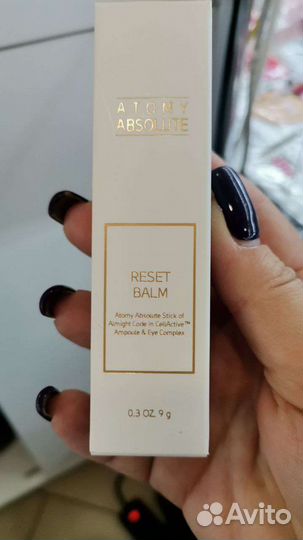 ATOMY
ABSOLUTE
RESET
BALM
Atomy Absolute Stick of
Almight Code in CellActive™
Ampoule & Eye Complex
0.3 OZ. 9 g
Avito